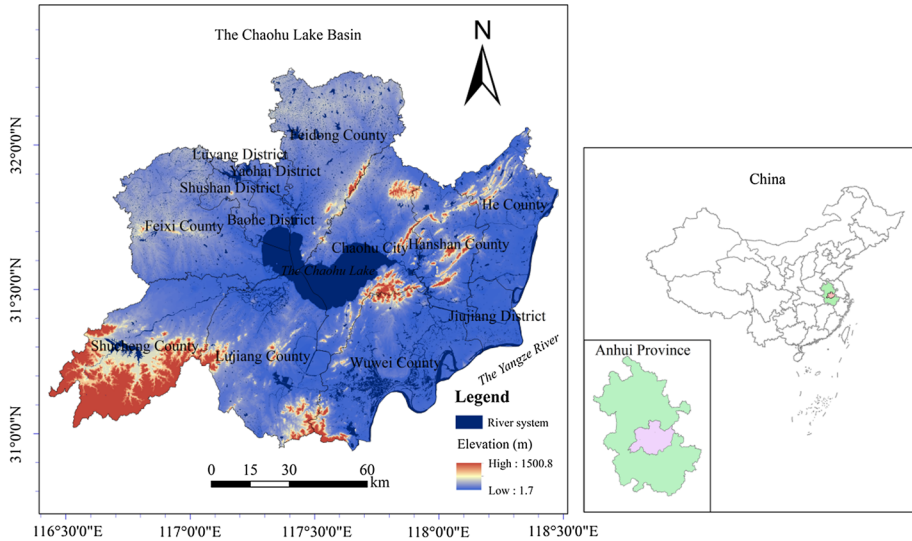 The Chaohu Lake Basin
N
32°0'0"N
31°30'0"N
31°0'0"N
Feidong County
Luyang District
Yaohai District
Shushan District
Feixi County
Baohe District
He County
Chaohu City
Hanshan County
The Chaohu Lake
Jiujiang District
Shucheng County
Lujiang County
Wuwei County
The Yangze River
Legend
River system
Elevation (m)
High : 1500.8
Low : 1.7
0 15 30 60
km
116°30'0"E
117°0'0"E
117°30'0"E
118°0'0"E
118°30'0"E
China
Anhui Province